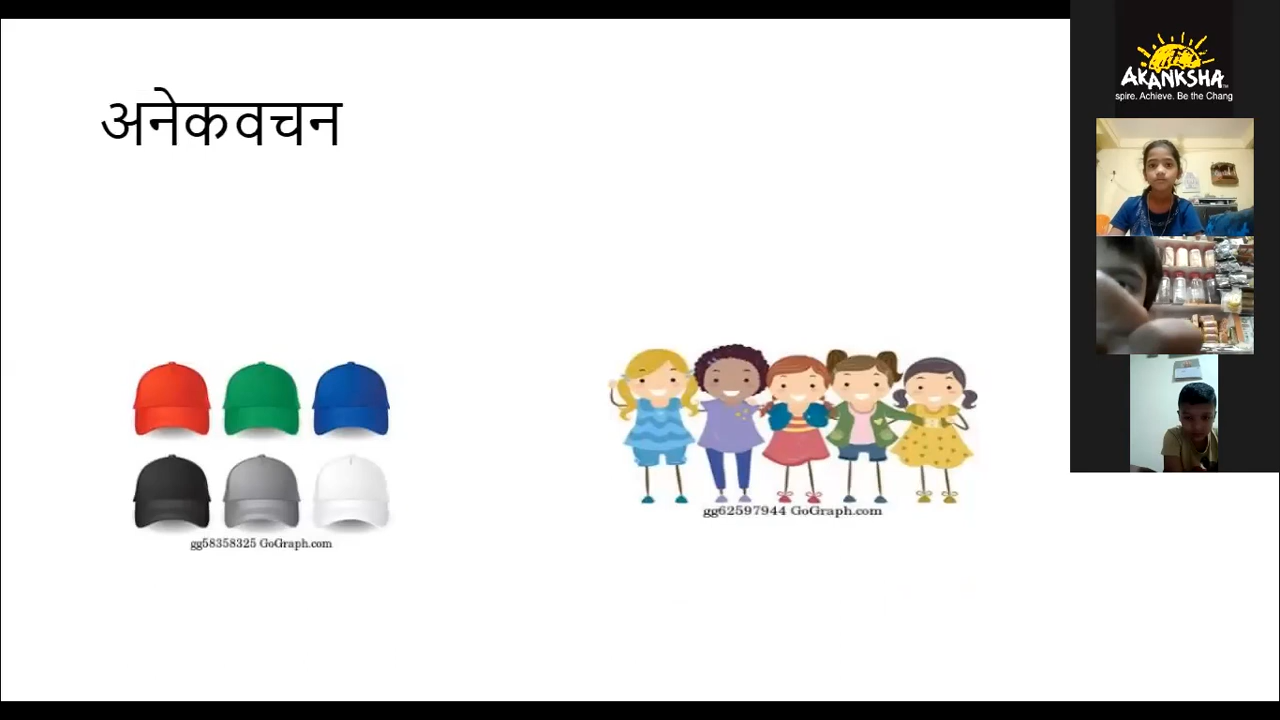 अनेकवचन
gg58358325 GoGraph.com
gg62597944 GoGraph.com
AKANKSHA
spire. Achieve. Be the Chang